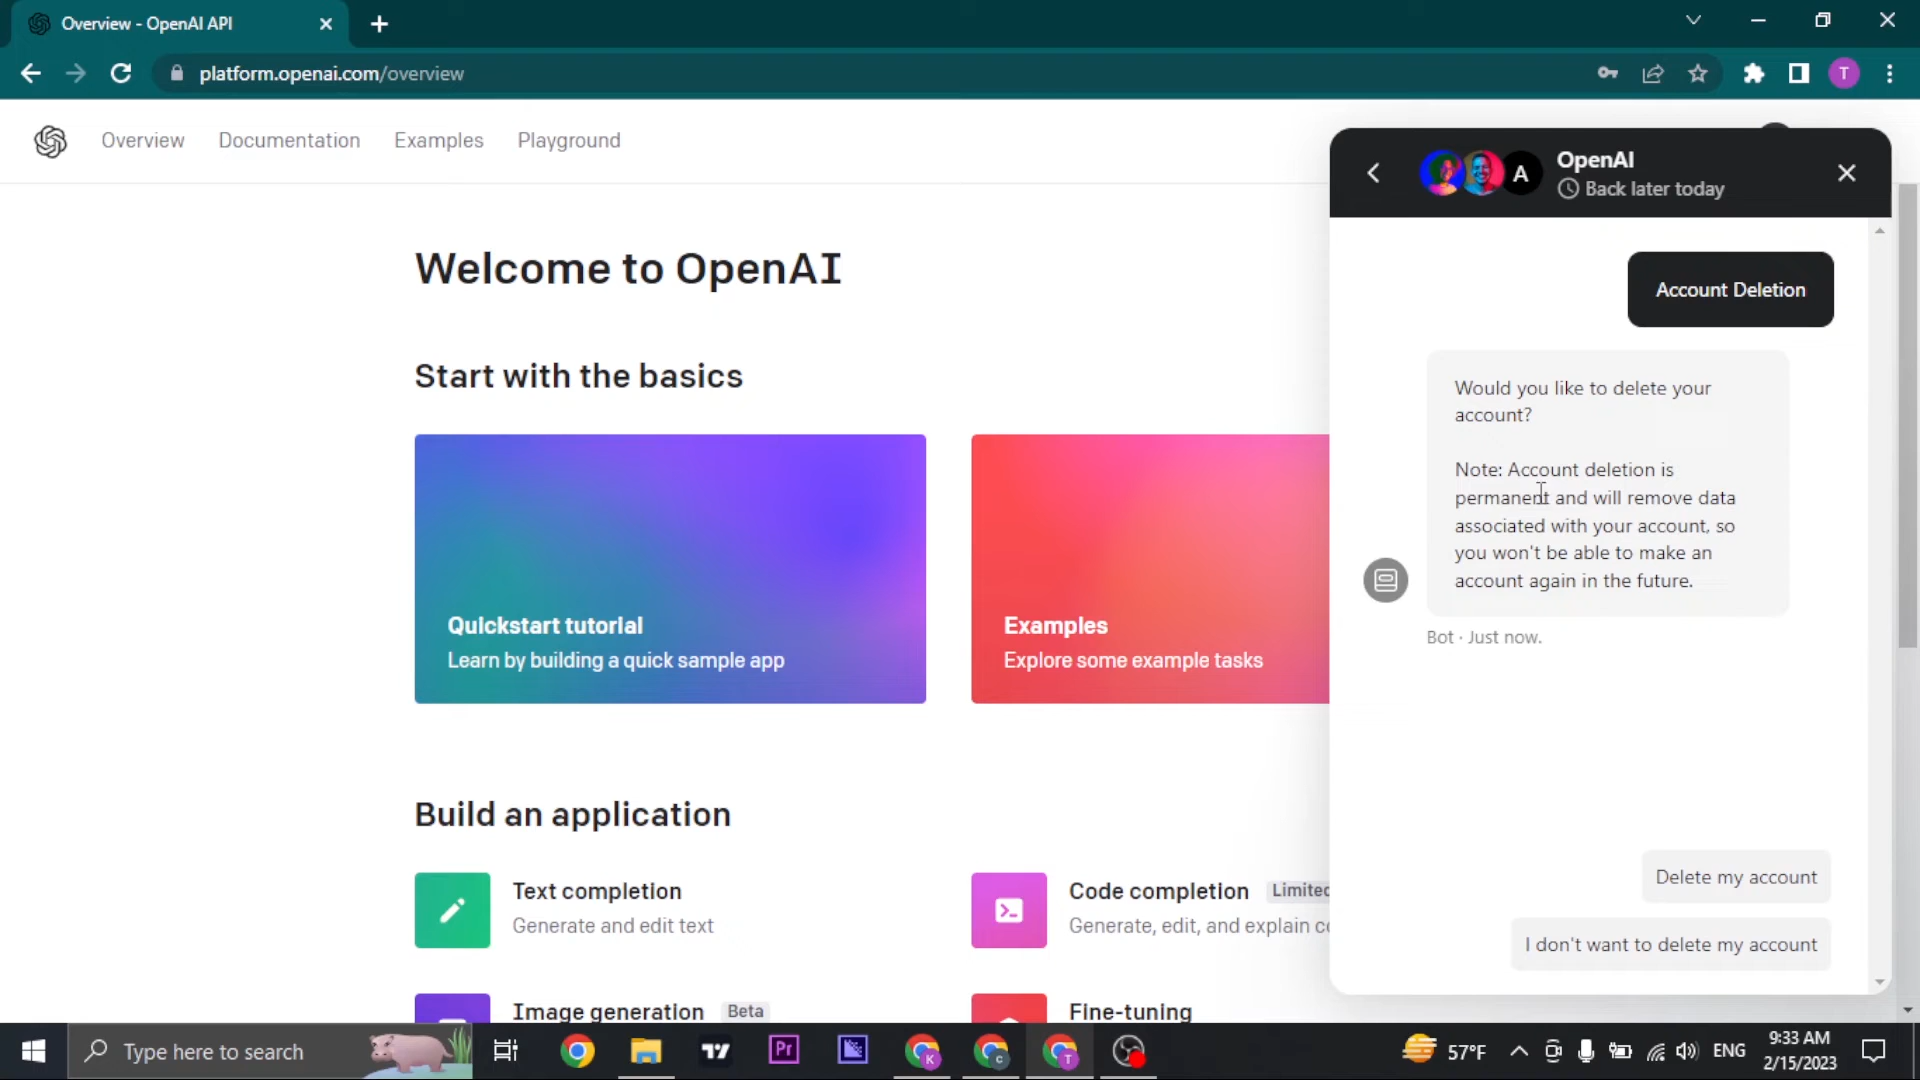 Overview - OpenAI API
platform.openai.com/overview
T
Overview
Documentation
Examples
Playground
Welcome to OpenAI
Start with the basics
Quickstart tutorial
Learn by building a quick sample app
Examples
Explore some example tasks
Build an application
Text completion
Generate and edit text
Code completion
Limited
Generate, edit, and explain
Image generation
Beta
Fine-tuning
A
OpenAI
Back later today
Account Deletion
Would you like to delete your
account?
Note: Account deletion is
permanent and will remove data
associated with your account, so
you won't be able to make an
account again in the future.
Bot · Just now.
Delete my account
I don't want to delete my account
Type here to search
Pr
K
C
T
57°F
ENG
9:33 AM
2/15/2023